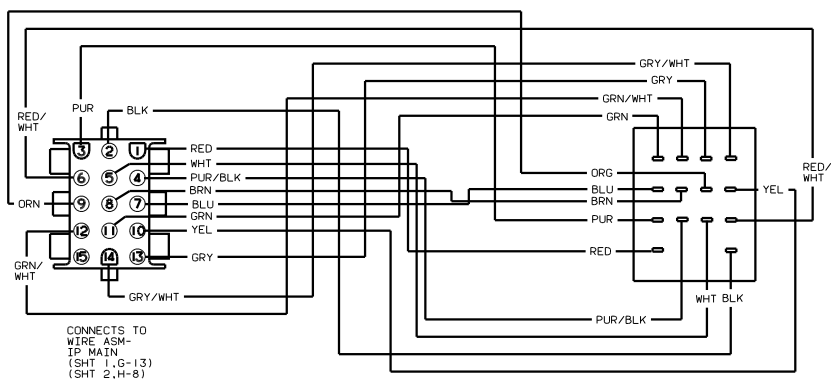 GRY/WHT
GRY
GRN/WHT
GRN
PUR
BLK
RED/
WHT
3 2 1
RED
WHT
6 5 4
PUR/BLK
ORG
RED/
WHT
BRN
BLU
YEL
BRN
ORN
9 8 7
BLU
GRN
PUR
12 11 10
YEL
RED
15 14 13
GRY
GRN/
WHT
GRY/WHT
WHT BLK
PUR/BLK
CONNECTS TO
WIRE ASM-
IP MAIN
(SHT 1,G-13)
(SHT 2,H-8)